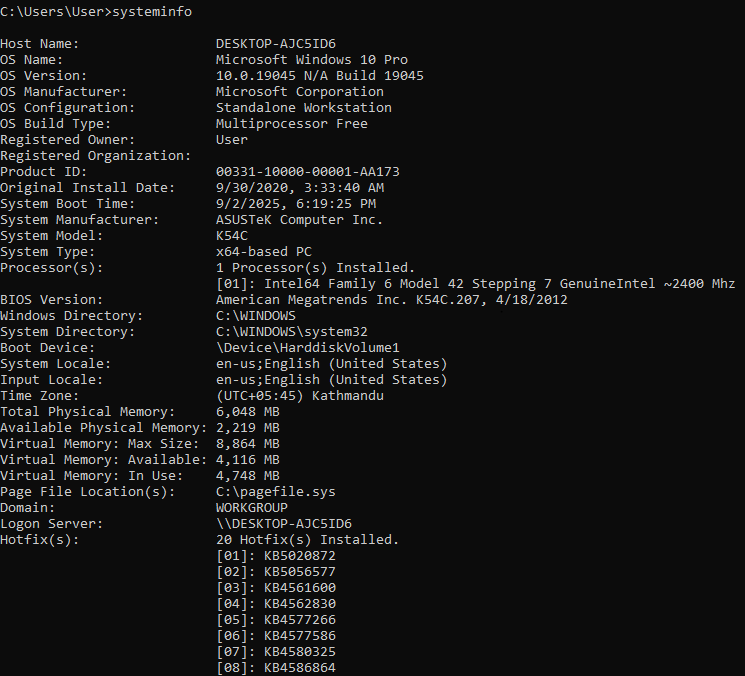 C:\Users\User>systeminfo
Host Name: DESKTOP-AJC5ID6
OS Name: Microsoft Windows 10 Pro
OS Version: 10.0.19045 N/A Build 19045
OS Manufacturer: Microsoft Corporation
OS Configuration: Standalone Workstation
OS Build Type: Multiprocessor Free
Registered Owner: User
Registered Organization:
Product ID: 00331-10000-00001-AA173
Original Install Date: 9/30/2020, 3:33:40 AM
System Boot Time: 9/2/2025, 6:19:25 PM
System Manufacturer: ASUSTeK Computer Inc.
System Model: K54C
System Type: x64-based PC
Processor(s): 1 Processor(s) Installed.
[01]: Intel64 Family 6 Model 42 Stepping 7 GenuineIntel ~2400 Mhz
BIOS Version: American Megatrends Inc. K54C.207, 4/18/2012
Windows Directory: C:\WINDOWS
System Directory: C:\WINDOWS\system32
Boot Device: \Device\HarddiskVolume1
System Locale: en-us;English (United States)
Input Locale: en-us;English (United States)
Time Zone: (UTC+05:45) Kathmandu
Total Physical Memory: 6,048 MB
Available Physical Memory: 2,219 MB
Virtual Memory: Max Size: 8,864 MB
Virtual Memory: Available: 4,116 MB
Virtual Memory: In Use: 4,748 MB
Page File Location(s): C:\pagefile.sys
Domain: WORKGROUP
Logon Server: \\DESKTOP-AJC5ID6
Hotfix(s): 20 Hotfix(s) Installed.
[01]: KB5020872
[02]: KB5056577
[03]: KB4561600
[04]: KB4562830
[05]: KB4577266
[06]: KB4577586
[07]: KB4580325
[08]: KB4586864